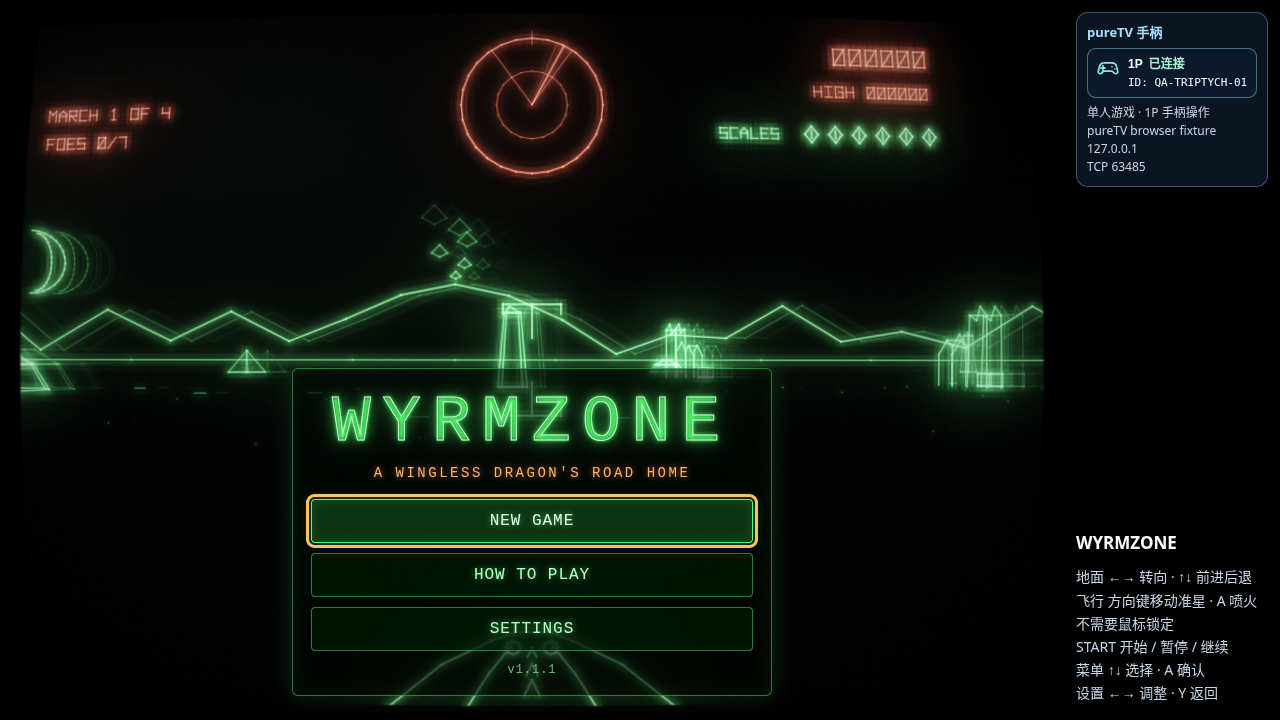 MARCH 1 OF 4
FOES 0/7
000000
HIGH 000000
SCALES
WYRMZONE
A WINGLESS DRAGON'S ROAD HOME
NEW GAME
HOW TO PLAY
SETTINGS
v1.1.1
pureTV 手柄
1P 已连接
ID: QA-TRIPTYCH-01
单人游戏 · 1P 手柄操作
pureTV browser fixture
127.0.0.1
TCP 63485
WYRMZONE
地面 ←→ 转向 · ↑↓ 前进后退
飞行 方向键移动准星 · A 喷火
不需要鼠标锁定
START 开始 / 暂停 / 继续
菜单 ↑↓ 选择 · A 确认
设置 ←→ 调整 · Y 返回